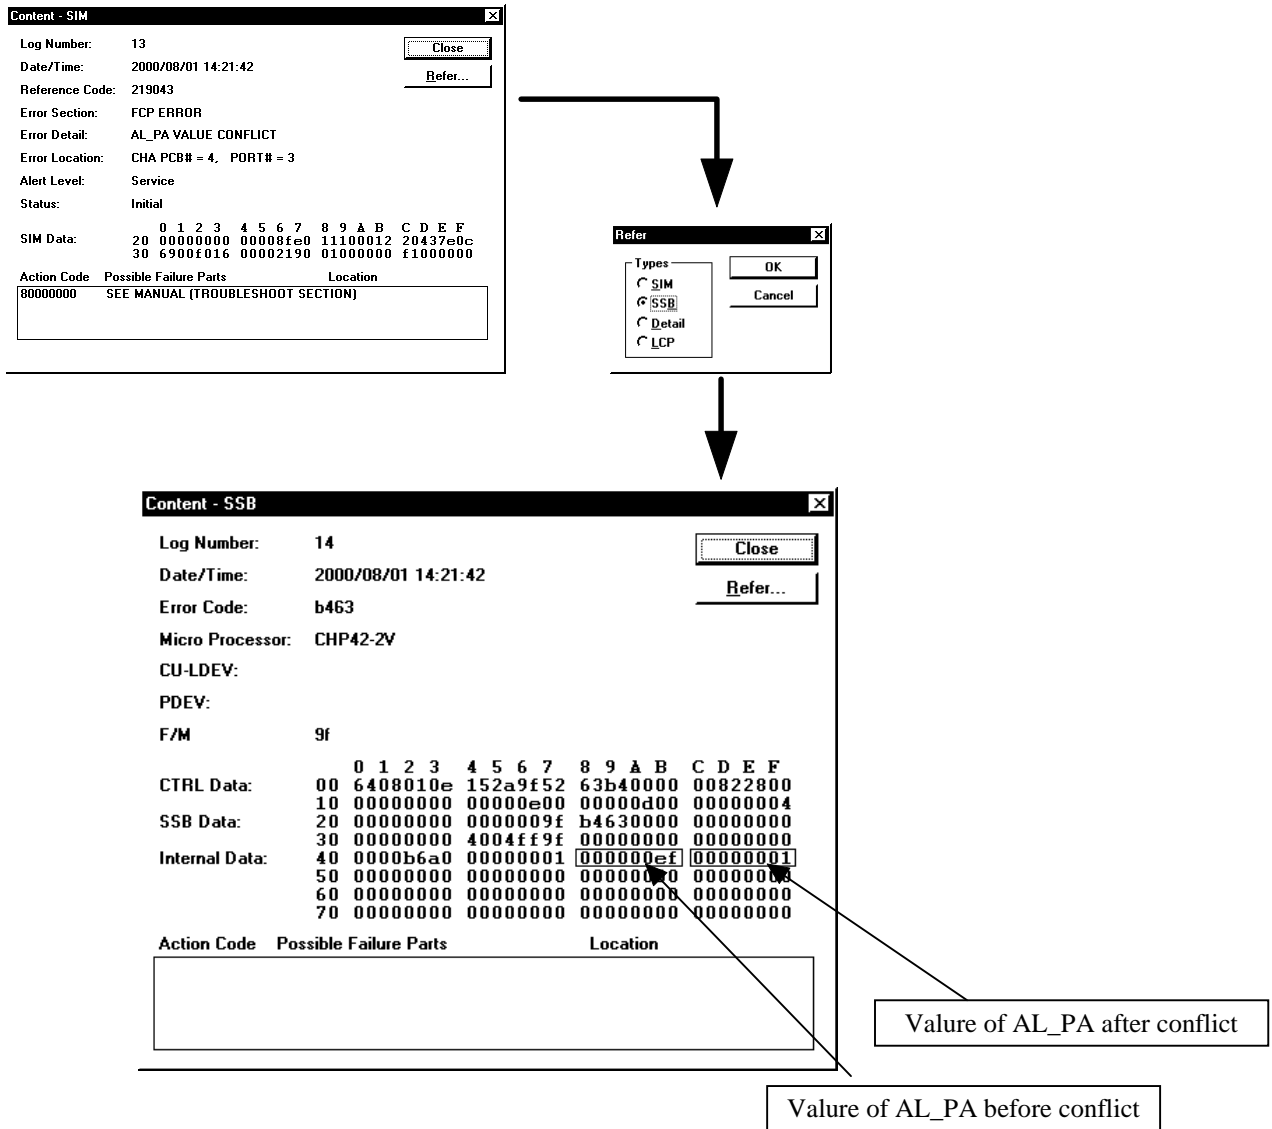 Content - SIM
Log Number: 13
Close
Date/Time: 2000/08/01 14:21:42
Refer...
Reference Code: 219043
Error Section: FCP ERROR
Error Detail: AL_PA VALUE CONFLICT
Error Location: CHA PCB# = 4, PORT# = 3
Alert Level: Service
Status: Initial
0 1 2 3 4 5 6 7 8 9 A B C D E F
SIM Data: 20 00000000 00008fe0 11100012 20437e0c
30 6900f016 00002190 01000000 f1000000
Action Code Possible Failure Parts Location
80000000 SEE MANUAL (TROUBLESHOOT SECTION)
Refer
Types
SIM
SSB
Detail
LCP
OK
Cancel
Content - SSB
Log Number: 14
Close
Date/Time: 2000/08/01 14:21:42
Refer...
Error Code: b463
Micro Processor: CHP42-2V
CU-LDEV:
PDEV:
F/M 9f
0 1 2 3 4 5 6 7 8 9 A B C D E F
CTRL Data: 00 6408010e 152a9f52 63b40000 00822800
10 00000000 00000e00 00000d00 00000004
SSB Data: 20 00000000 0000009f b4630000 00000000
30 00000000 4004ff9f 00000000 00000000
Internal Data: 40 0000b6a0 00000001 000000ef 00000001
50 00000000 00000000 00000000 00000000
60 00000000 00000000 00000000 00000000
70 00000000 00000000 00000000 00000000
Action Code Possible Failure Parts Location
Valure of AL_PA after conflict
Valure of AL_PA before conflict